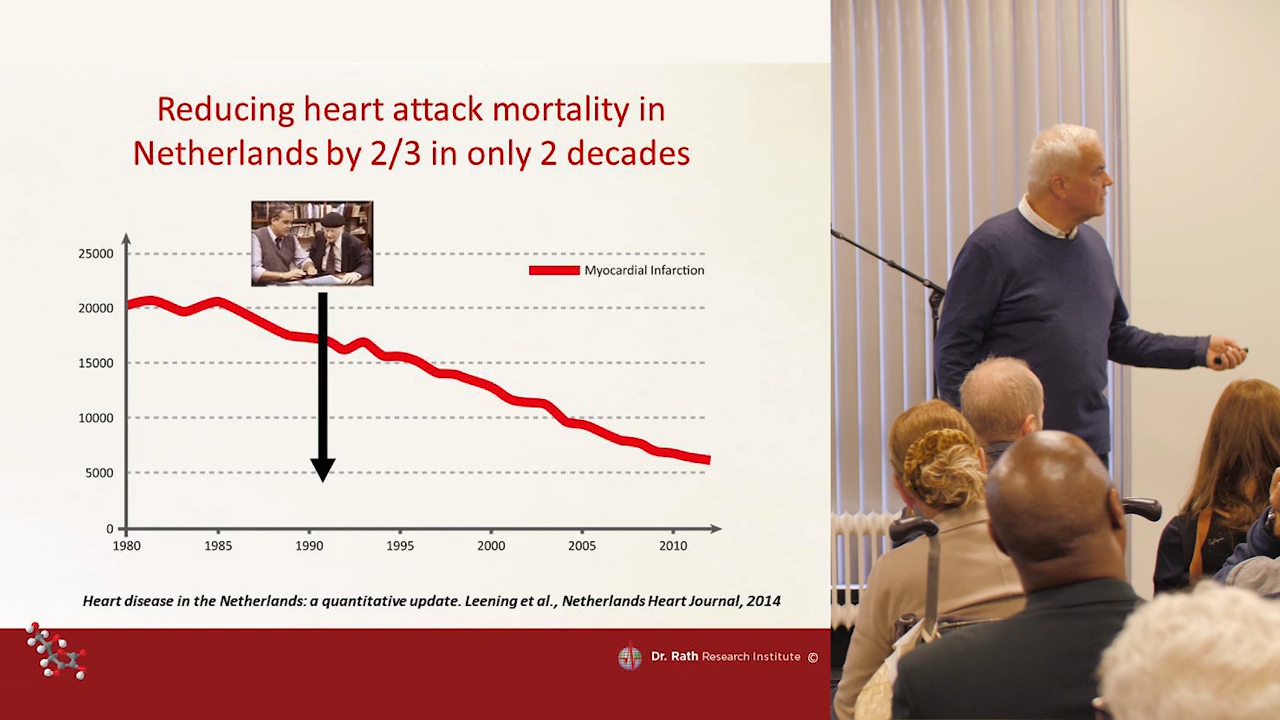 Reducing heart attack mortality in
Netherlands by 2/3 in only 2 decades
25000
Myocardial Infarction
20000
15000
10000
5000
0
1980 1985 1990 1995 2000 2005 2010
Heart disease in the Netherlands: a quantitative update. Leening et al., Netherlands Heart Journal, 2014
Dr. Rath Research Institute ©